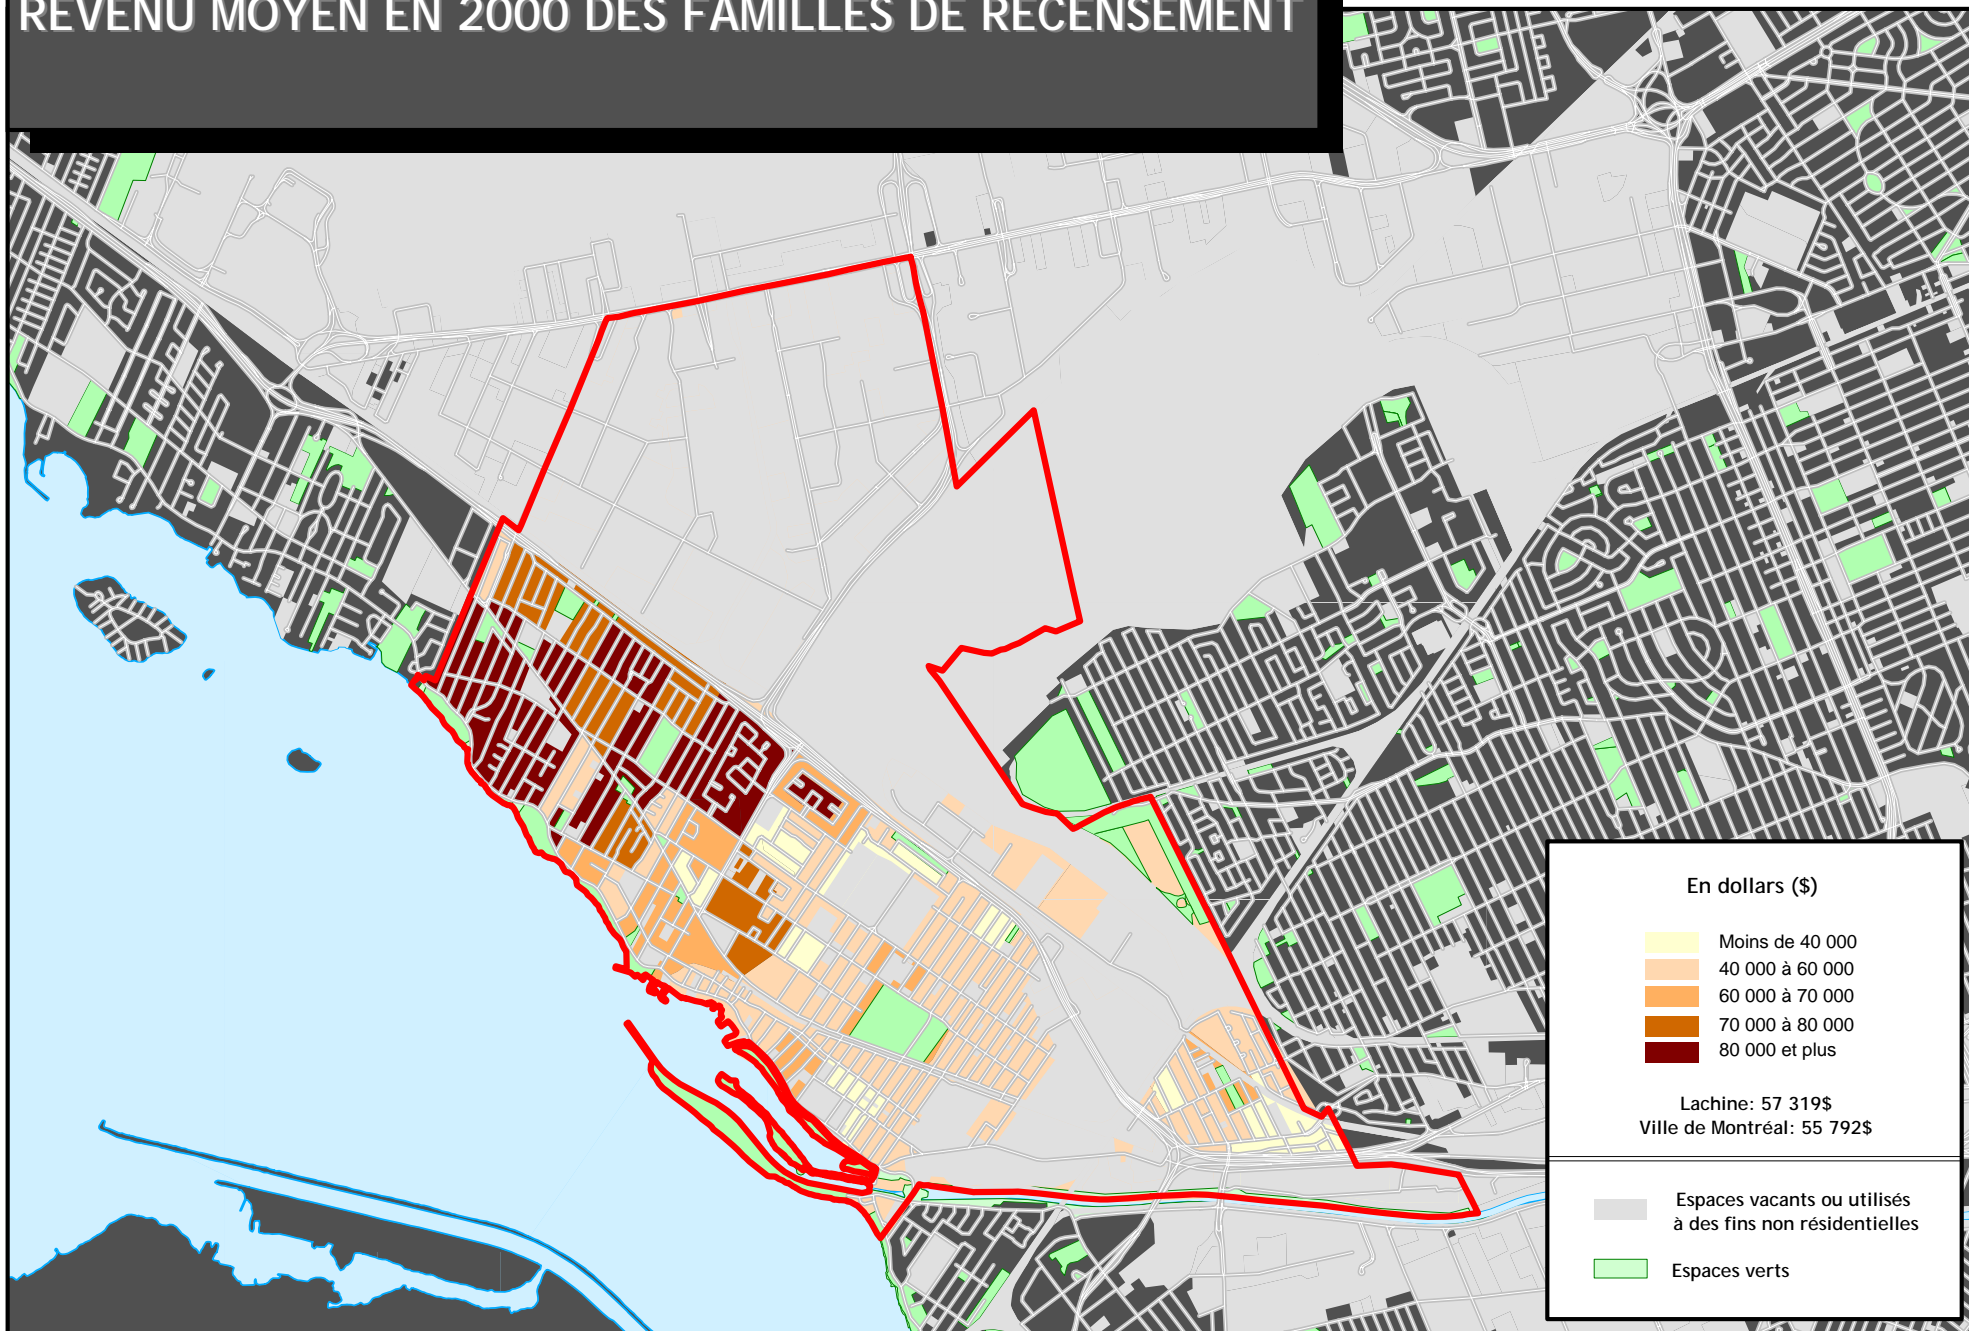 REVENU MOYEN EN 2000 DES FAMILLES DE RECENSEMENT
En dollars ($)
Moins de 40 000
40 000 à 60 000
60 000 à 70 000
70 000 à 80 000
80 000 et plus
Lachine: 57 319$
Ville de Montréal: 55 792$
Espaces vacants ou utilisés
à des fins non résidentielles
Espaces verts